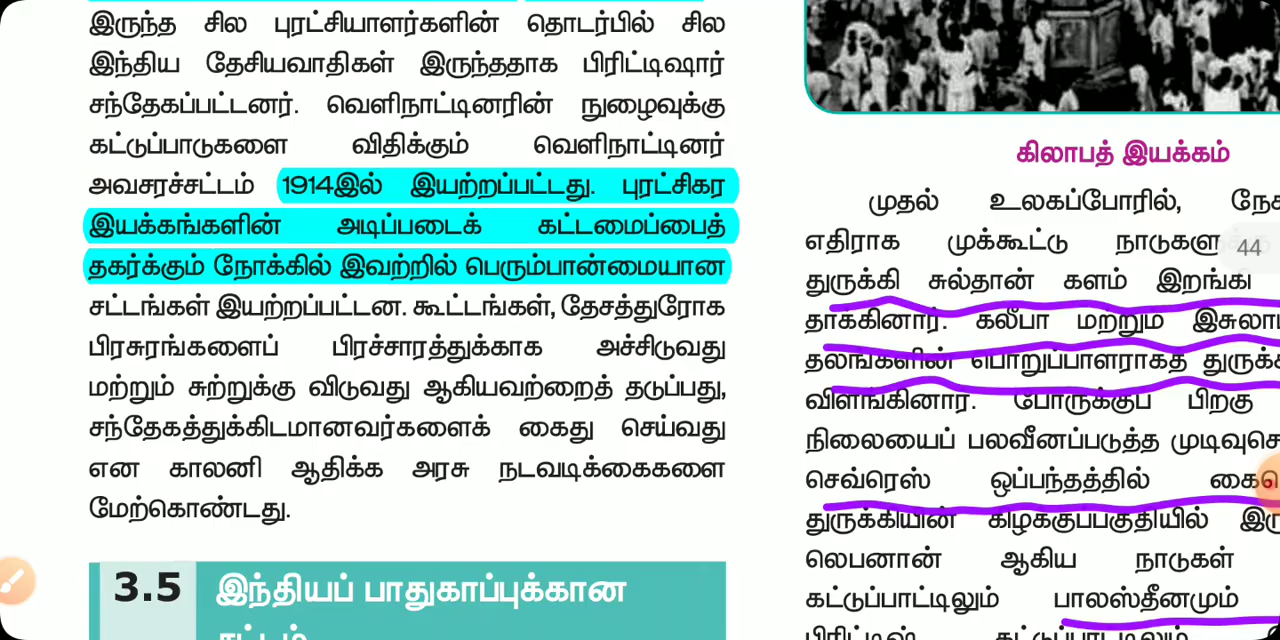 இருந்த சில புரட்சியாளர்களின் தொடர்பில் சில
இந்திய தேசியவாதிகள் இருந்ததாக பிரிட்டிஷார்
சந்தேகப்பட்டனர். வெளிநாட்டினரின் நுழைவுக்கு
கட்டுப்பாடுகளை விதிக்கும் வெளிநாட்டினர்
அவசரச்சட்டம் 1914இல் இயற்றப்பட்டது. புரட்சிகர
இயக்கங்களின் அடிப்படைக் கட்டமைப்பைத்
தகர்க்கும் நோக்கில் இவற்றில் பெரும்பான்மையான
சட்டங்கள் இயற்றப்பட்டன. கூட்டங்கள், தேசத்துரோக
பிரசுரங்களைப் பிரச்சாரத்துக்காக அச்சிடுவது
மற்றும் சுற்றுக்கு விடுவது ஆகியவற்றைத் தடுப்பது,
சந்தேகத்துக்கிடமானவர்களைக் கைது செய்வது
என காலனி ஆதிக்க அரசு நடவடிக்கைகளை
மேற்கொண்டது.
3.5 இந்தியப் பாதுகாப்புக்கான
சட்டம்
கிலாபத் இயக்கம்
முதல் உலகப்போரில்,
எதிராக முக்கூட்டு
44
துருக்கி சுல்தான் களம் இறங்கி
தாக்கினார். கலீபா மற்றும்
தலங்களின் பொறுப்பாளராகத்
விளங்கினார். போருக்குப் பிறகு
நிலையைப் பலவீனப்படுத்த
செவ்ரெஸ் ஒப்பந்தத்தில்
துருக்கியின் கிழக்குப்பகுதியில்
லெபனான் ஆகிய நாடுகள்
கட்டுப்பாட்டிலும் பாலஸ்தீனமும்
பிரிட்டிஷ் கட்டுப்பாட்டிலும்